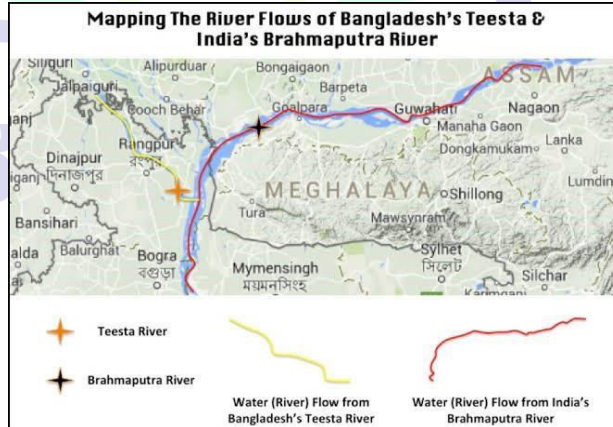 Mapping The River Flows of Bangladesh's Teesta &
India's Brahmaputra River
Siliguri
Alipurduar
Bongaigaon
ASSAM
Jalpaiguri
Barpeta
Cooch Behar
Goalpara
Guwahati
Nagaon
Manaha Gaon
Rangpur
রংপুর
Dongkamukam
Lanka
Dinajpur
দিনাজপুর
MEGHALAYA
Shillong
Lumdin
Tura
Mawsynram
Bansihari
Balurghat
Sylhet
সিলেট
Bogra
বগুড়া
Mymensingh
ময়মনসিংহ
Silchar
Teesta River
Brahmaputra River
Water (River) Flow from
Bangladesh's Teesta River
Water (River) Flow from India's
Brahmaputra River